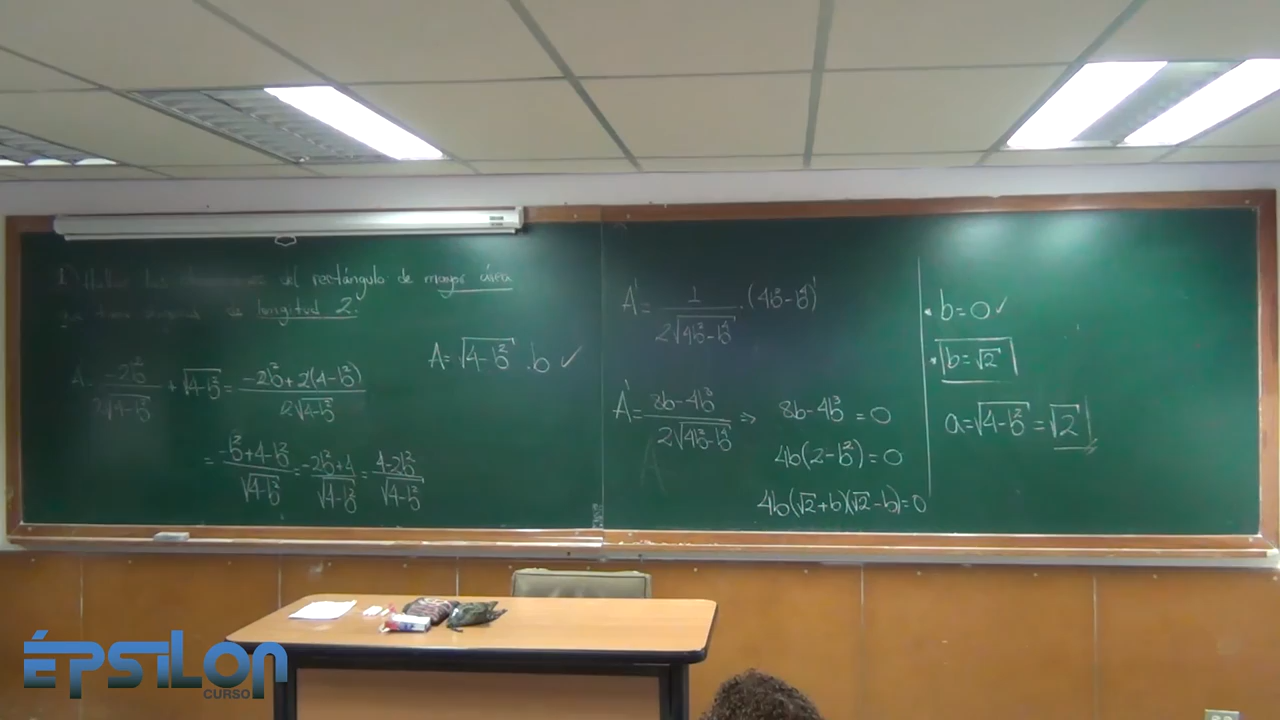 1) Hallar las dimensiones del rectángulo de mayor área
que tiene diagonal de longitud 2.
A = √(4-b²) . b ✓
-2b² / 2√(4-b²) + √(4-b²) = (-2b² + 2(4-b²)) / 2√(4-b²)
= (-b² + 4 - b²) / √(4-b²) = (-2b² + 4) / √(4-b²) = (4 - 2b²) / √(4-b²)
A' = 1 / 2√(4b²-b⁴) . (4b²-b⁴)'
A' = (8b - 4b³) / 2√(4b²-b⁴) => 8b - 4b³ = 0
4b(2-b²) = 0
4b(√2+b)(√2-b) = 0
• b = 0 ✓
• b = √2
a = √(4-b²) = √2
ÉPSILON
CURSO